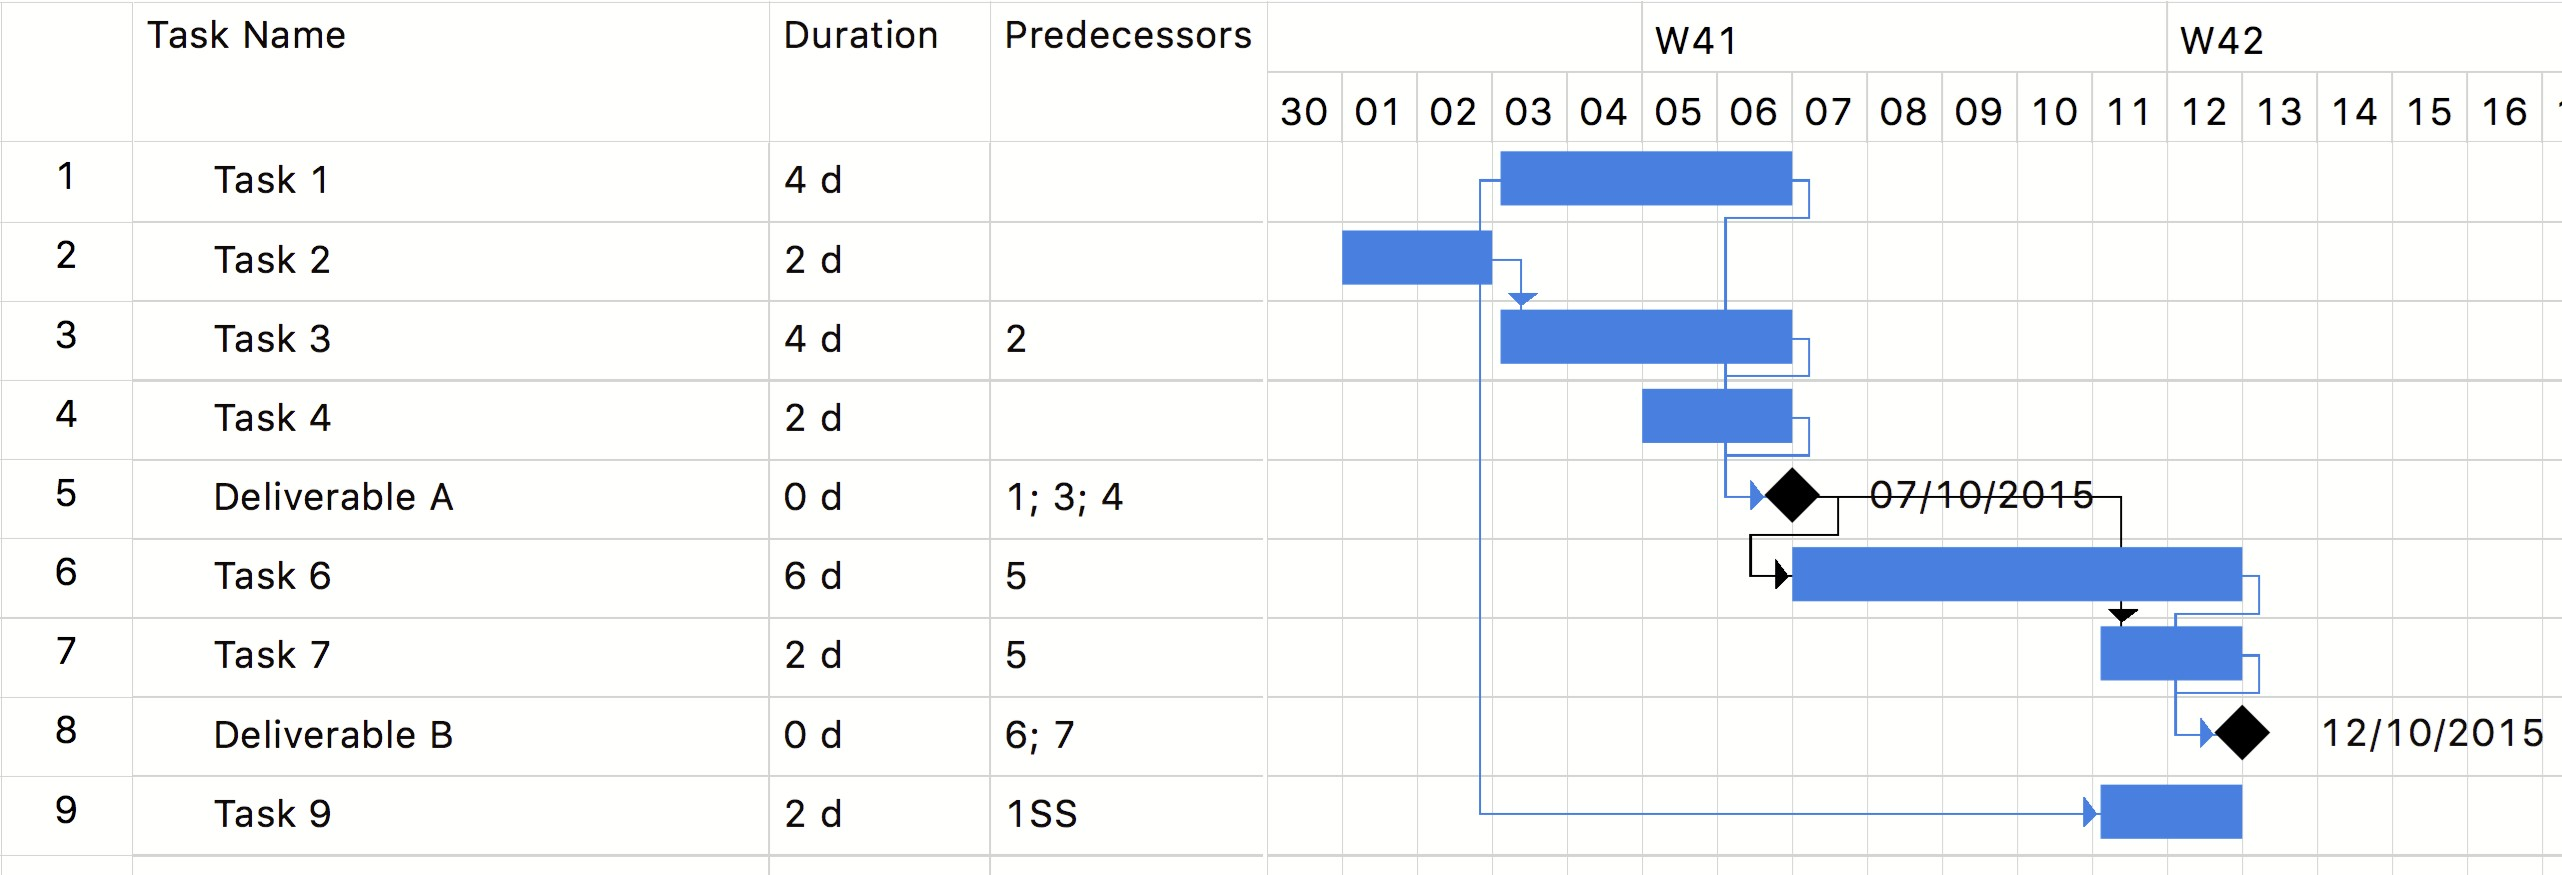 Task Name Duration Predecessors W41 W42
30 01 02 03 04 05 06 07 08 09 10 11 12 13 14 15 16
1 Task 1 4 d
2 Task 2 2 d
3 Task 3 4 d 2
4 Task 4 2 d
5 Deliverable A 0 d 1; 3; 4 07/10/2015
6 Task 6 6 d 5
7 Task 7 2 d 5
8 Deliverable B 0 d 6; 7 12/10/2015
9 Task 9 2 d 1SS